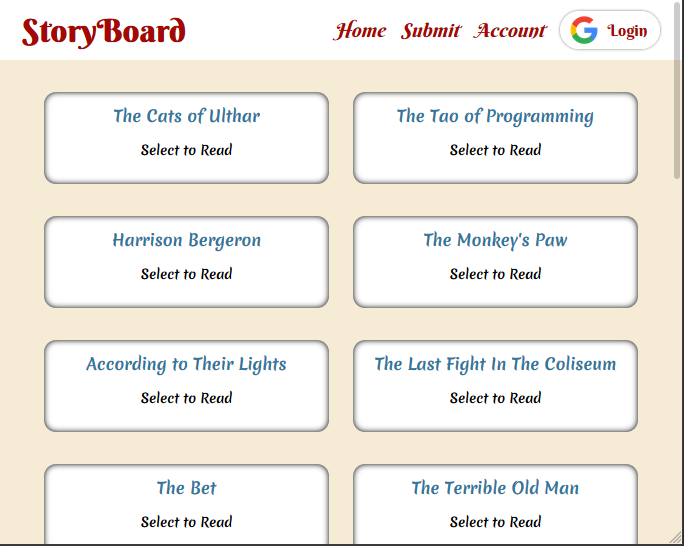 StoryBoard
Home Submit Account Login
The Cats of Ulthar
Select to Read
The Tao of Programming
Select to Read
Harrison Bergeron
Select to Read
The Monkey's Paw
Select to Read
According to Their Lights
Select to Read
The Last Fight In The Coliseum
Select to Read
The Bet
Select to Read
The Terrible Old Man
Select to Read